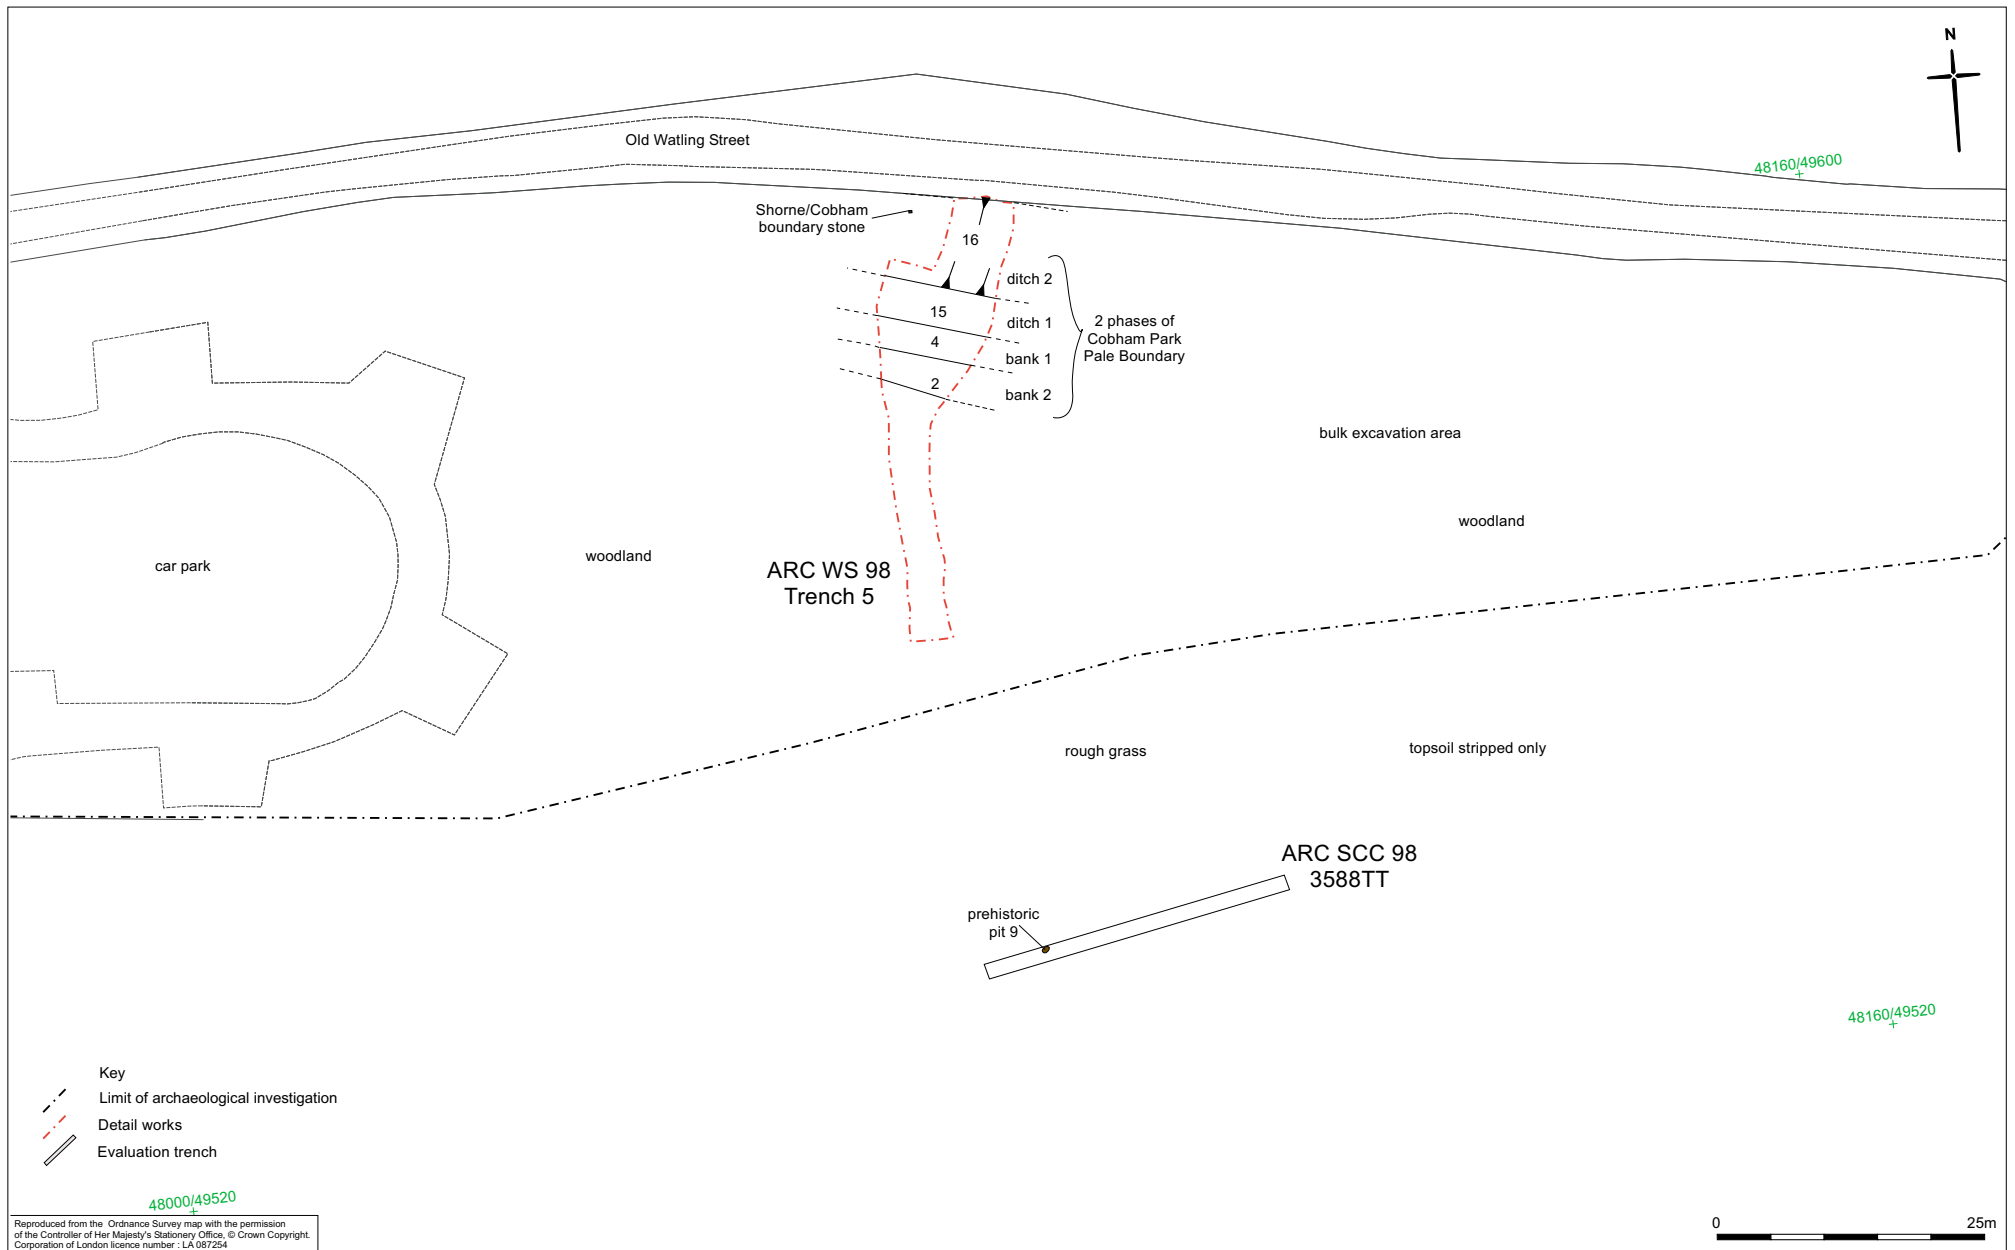 N
Old Watling Street
48160/49600
Shorne/Cobham
boundary stone
16
ditch 2
15
ditch 1
4
bank 1
2
bank 2
2 phases of
Cobham Park
Pale Boundary
bulk excavation area
woodland
woodland
car park
ARC WS 98
Trench 5
rough grass
topsoil stripped only
ARC SCC 98
3588TT
prehistoric
pit 9
48160/49520
Key
Limit of archaeological investigation
Detail works
Evaluation trench
48000/49520
Reproduced from the Ordnance Survey map with the permission
of the Controller of Her Majesty's Stationery Office, © Crown Copyright.
Corporation of London licence number : LA 087254
0 25m